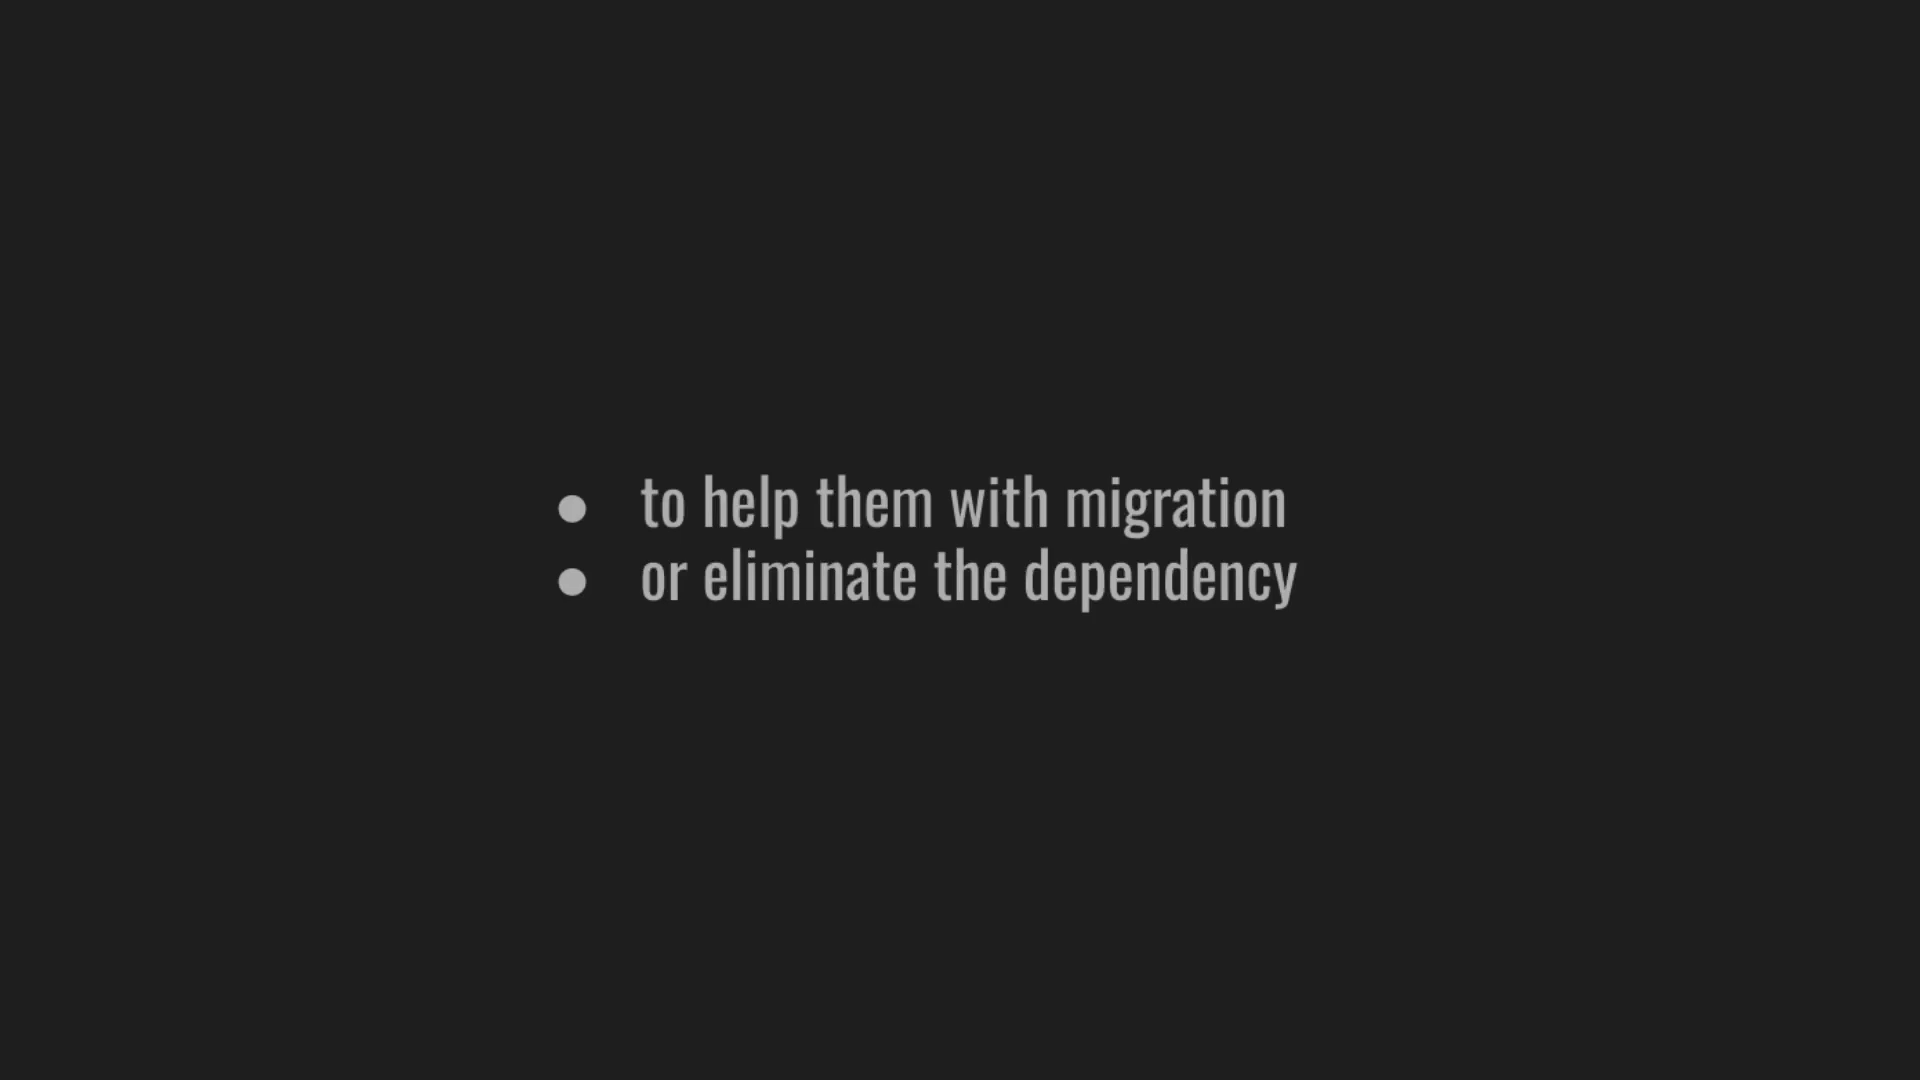 ● to help them with migration
● or eliminate the dependency